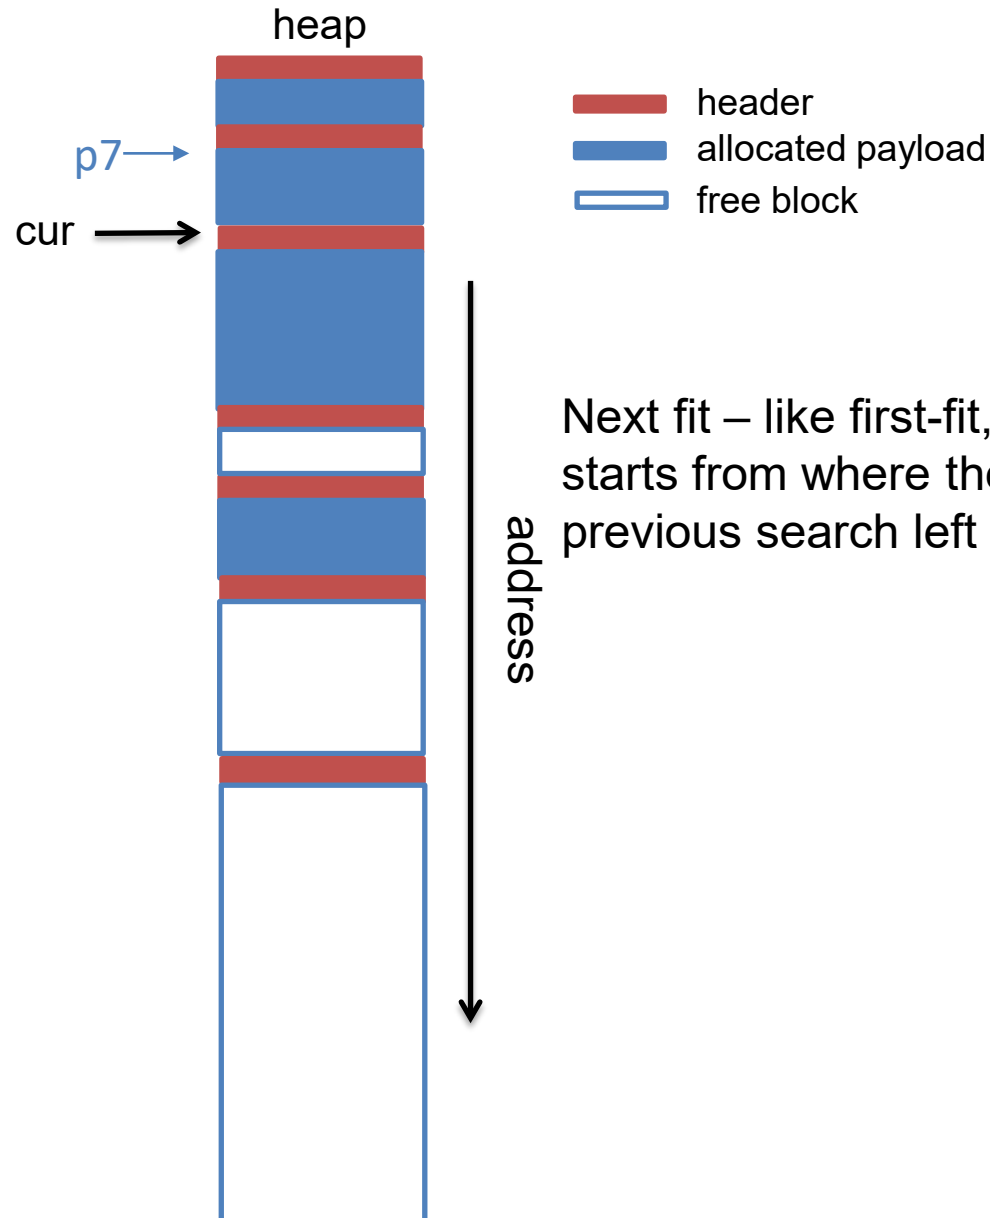 heap
header
allocated payload
free block
p7
cur
Next fit – like first-fit,
starts from where the
previous search left
address